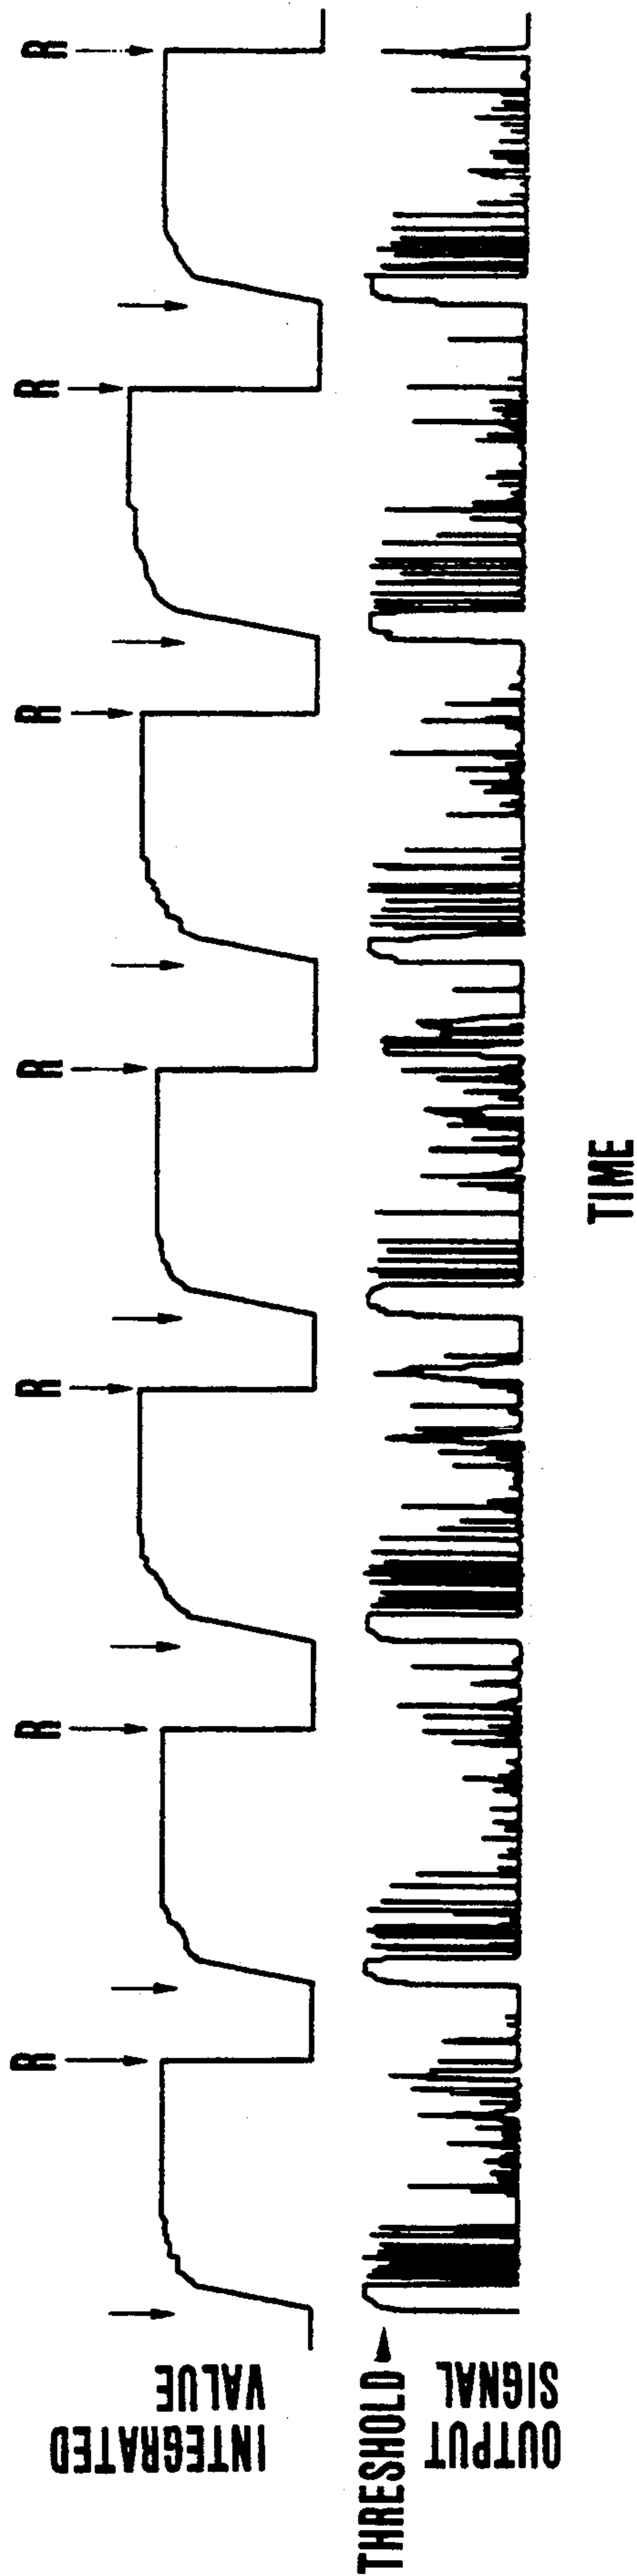 R R R R R R R
INTEGRATED
VALUE
THRESHOLD
OUTPUT
SIGNAL
TIME